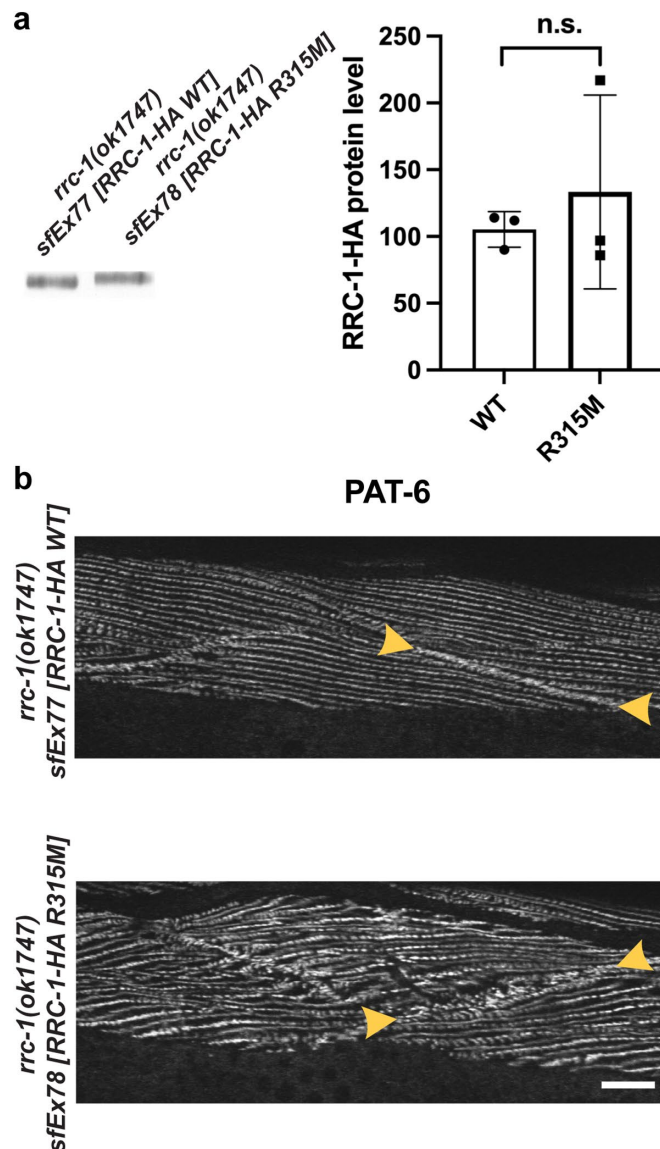 a
rrc-1(ok1747)
sfEx77 [RRC-1-HA WT]
rrc-1(ok1747)
sfEx78 [RRC-1-HA R315M]
n.s.
RRC-1-HA protein level
250
200
150
100
50
0
WT
R315M
b
PAT-6
rrc-1(ok1747)
sfEx77 [RRC-1-HA WT]
rrc-1(ok1747)
sfEx78 [RRC-1-HA R315M]